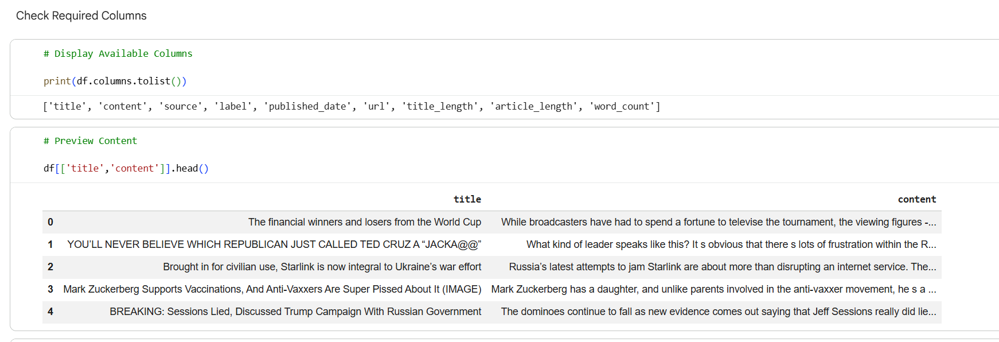 Check Required Columns
# Display Available Columns
print(df.columns.tolist())
['title', 'content', 'source', 'label', 'published_date', 'url', 'title_length', 'article_length', 'word_count']
# Preview Content
df[['title','content']].head()
title content
0 The financial winners and losers from the World Cup While broadcasters have had to spend a fortune to televise the tournament, the viewing figures -...
1 YOU’LL NEVER BELIEVE WHICH REPUBLICAN JUST CALLED TED CRUZ A “JACKA@@” What kind of leader speaks like this? It s obvious that there s lots of frustration within the R...
2 Brought in for civilian use, Starlink is now integral to Ukraine’s war effort Russia’s latest attempts to jam Starlink are about more than disrupting an internet service. The...
3 Mark Zuckerberg Supports Vaccinations, And Anti-Vaxxers Are Super Pissed About It (IMAGE) Mark Zuckerberg has a daughter, and unlike parents involved in the anti-vaxxer movement, he s a ...
4 BREAKING: Sessions Lied, Discussed Trump Campaign With Russian Government The dominoes continue to fall as new evidence comes out saying that Jeff Sessions really did lie...